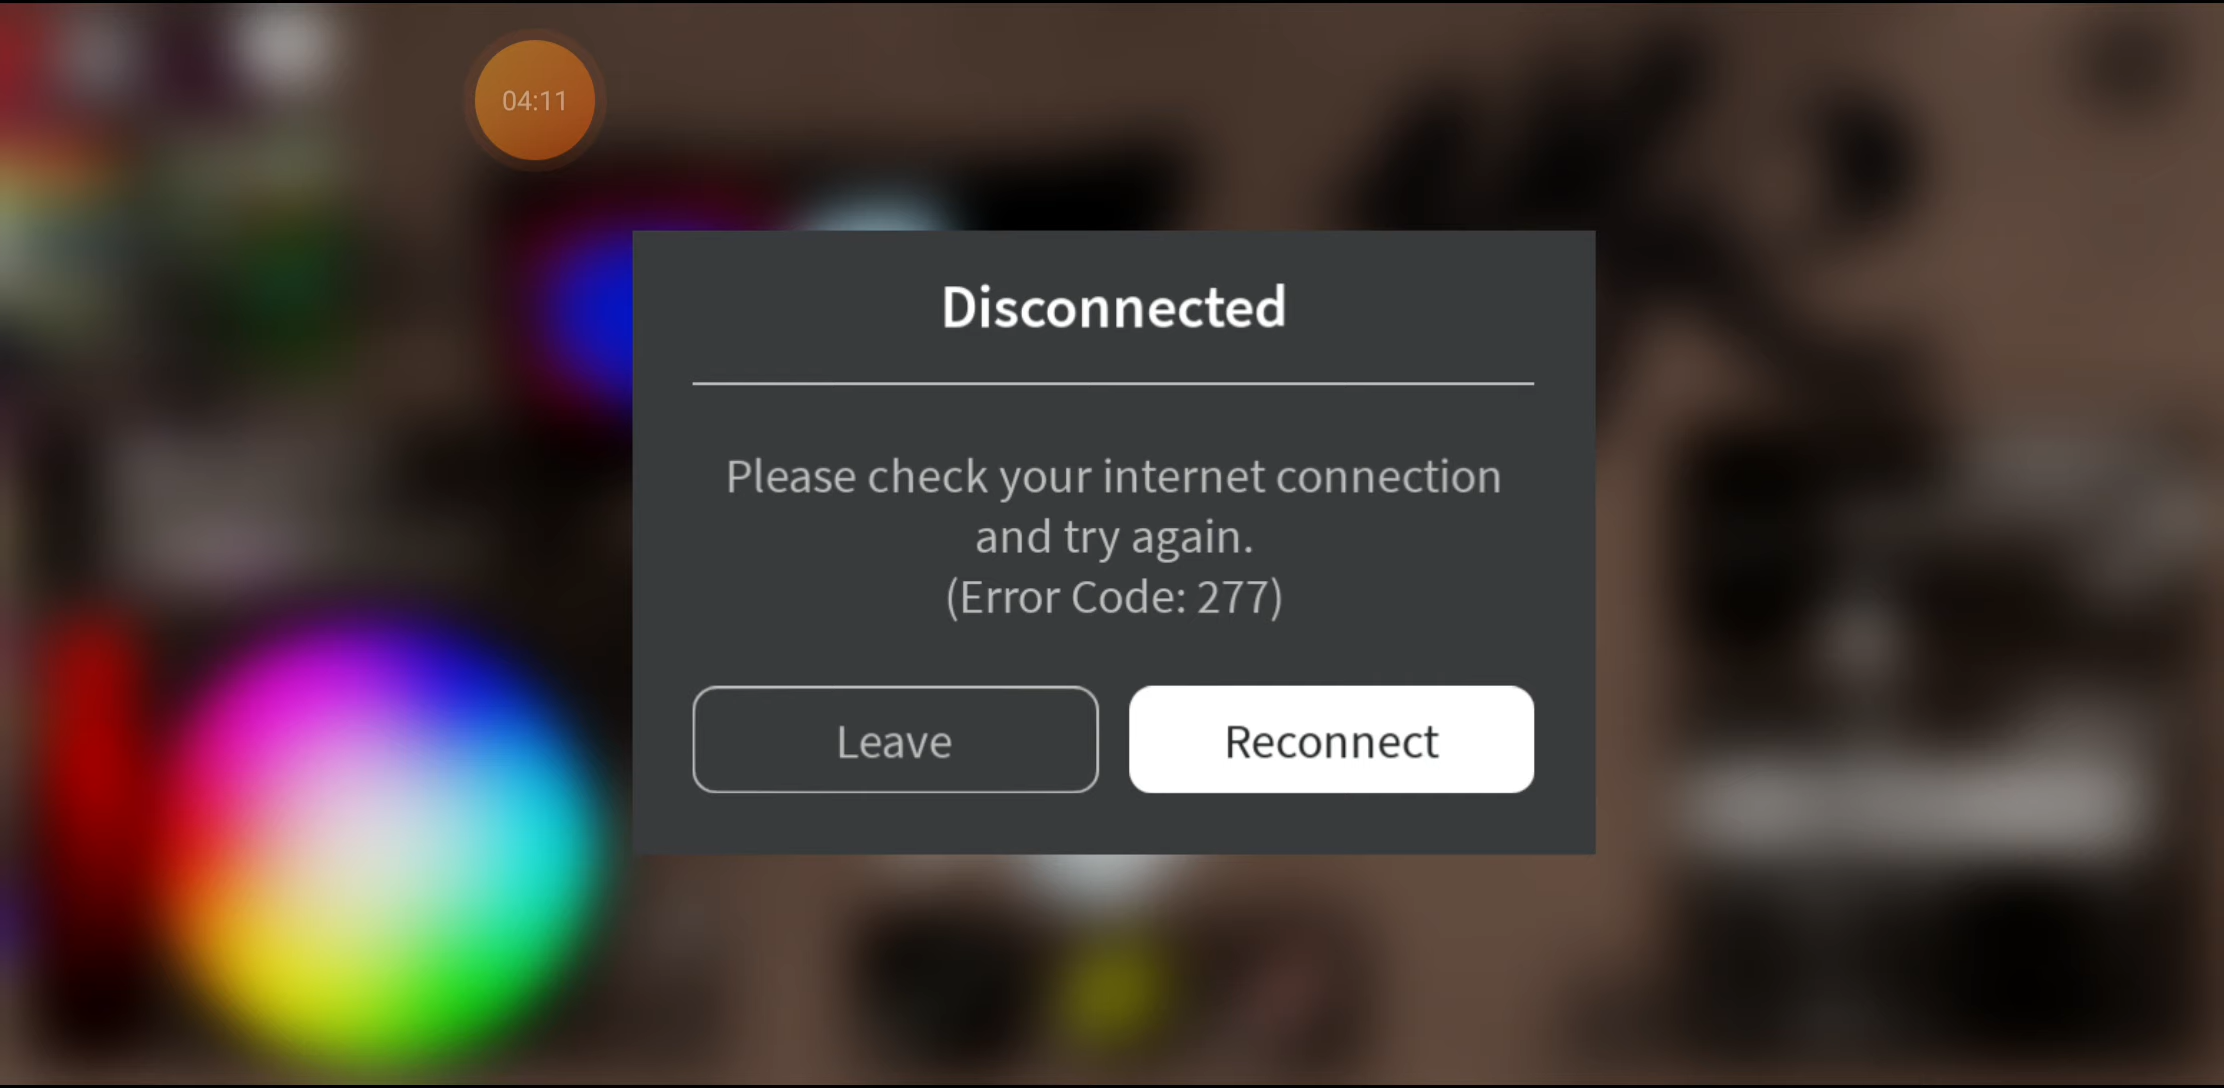 04:11
Disconnected
Please check your internet connection
and try again.
(Error Code: 277)
Leave
Reconnect